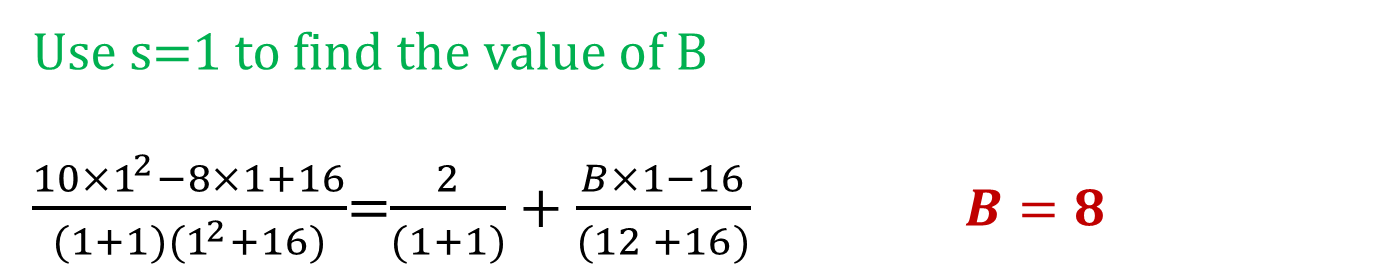 Use s=1 to find the value of B
10×1²−8×1+16 / (1+1)(1²+16) = 2 / (1+1) + B×1−16 / (12 +16) B = 8